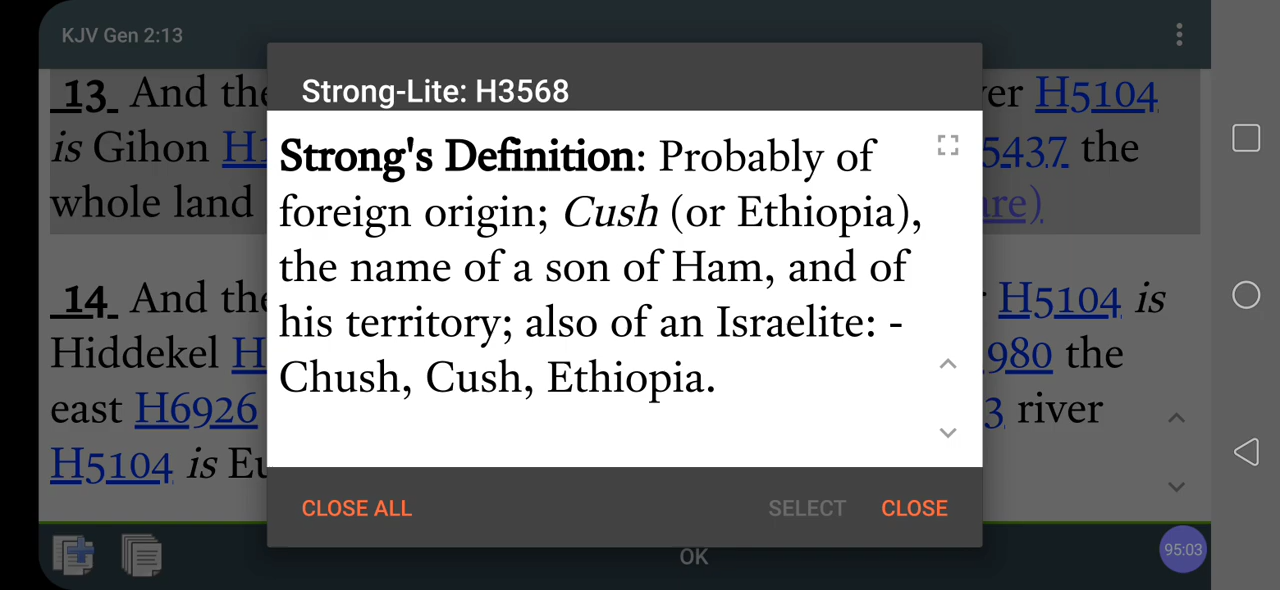 KJV Gen 2:13
Strong-Lite: H3568
Strong's Definition: Probably of
foreign origin; Cush (or Ethiopia),
the name of a son of Ham, and of
his territory; also of an Israelite: -
Chush, Cush, Ethiopia.
CLOSE ALL SELECT CLOSE
13 And the er H5104
is Gihon H1 5437 the
whole land re)
14 And the H5104 is
Hiddekel H 980 the
east H6926 3 river
H5104 is Eu
OK
95:03